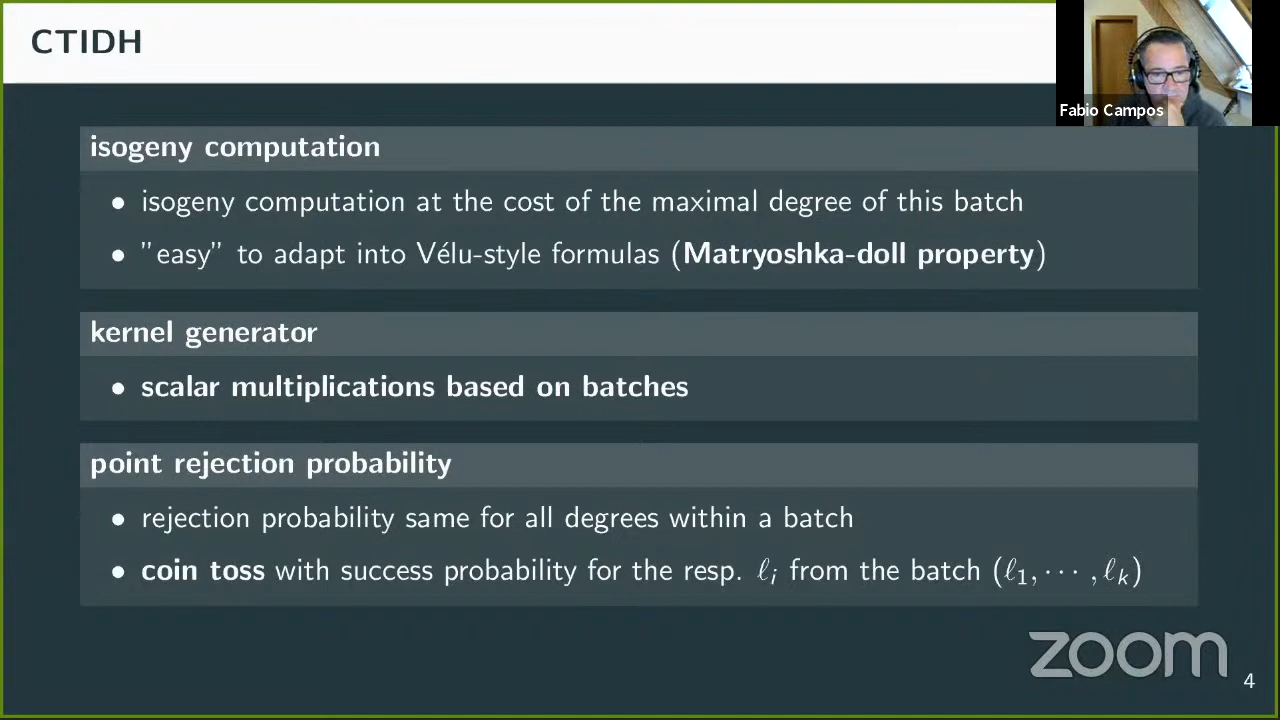 CTIDH
Fabio Campos
isogeny computation
• isogeny computation at the cost of the maximal degree of this batch
• ”easy” to adapt into Vélu-style formulas (Matryoshka-doll property)
kernel generator
• scalar multiplications based on batches
point rejection probability
• rejection probability same for all degrees within a batch
• coin toss with success probability for the resp. ℓi from the batch (ℓ1, ⋯ , ℓk)
zoom
4